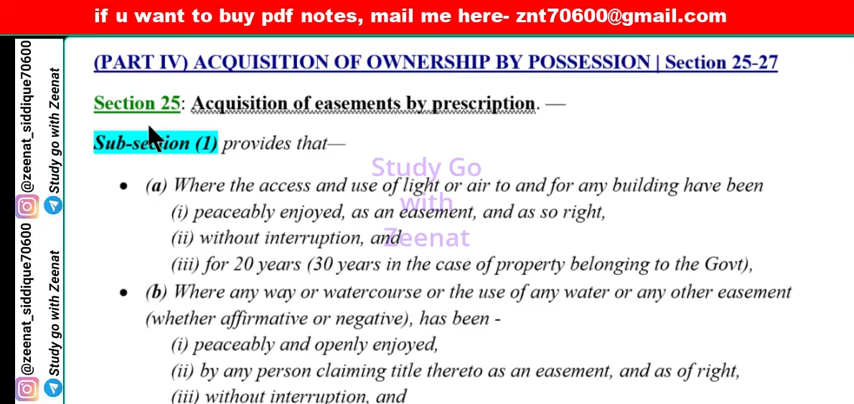 if u want to buy pdf notes, mail me here- znt70600@gmail.com
(PART IV) ACQUISITION OF OWNERSHIP BY POSSESSION | Section 25-27
Section 25: Acquisition of easements by prescription. —
Sub-section (1) provides that—
Study Go
with
Zeenat
• (a) Where the access and use of light or air to and for any building have been
(i) peaceably enjoyed, as an easement, and as so right,
(ii) without interruption, and
(iii) for 20 years (30 years in the case of property belonging to the Govt),
• (b) Where any way or watercourse or the use of any water or any other easement
(whether affirmative or negative), has been -
(i) peaceably and openly enjoyed,
(ii) by any person claiming title thereto as an easement, and as of right,
(iii) without interruption, and
@zeenat_siddique70600
Study go with Zeenat
@zeenat_siddique70600
Study go with Zeenat